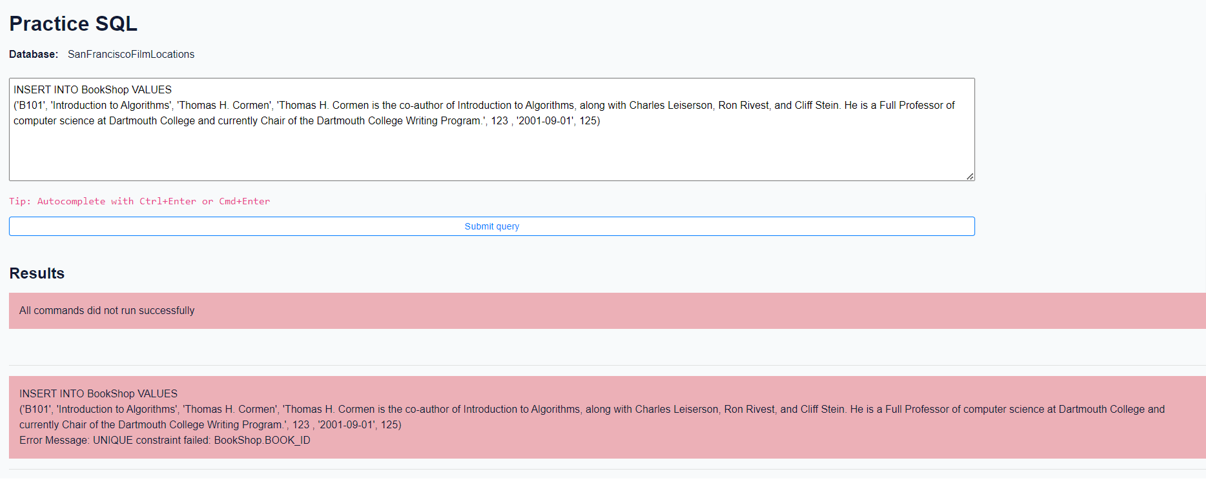 Practice SQL
Database: SanFranciscoFilmLocations
INSERT INTO BookShop VALUES
('B101', 'Introduction to Algorithms', 'Thomas H. Cormen', 'Thomas H. Cormen is the co-author of Introduction to Algorithms, along with Charles Leiserson, Ron Rivest, and Cliff Stein. He is a Full Professor of
computer science at Dartmouth College and currently Chair of the Dartmouth College Writing Program.', 123 , '2001-09-01', 125)
Tip: Autocomplete with Ctrl+Enter or Cmd+Enter
Submit query
Results
All commands did not run successfully
INSERT INTO BookShop VALUES
('B101', 'Introduction to Algorithms', 'Thomas H. Cormen', 'Thomas H. Cormen is the co-author of Introduction to Algorithms, along with Charles Leiserson, Ron Rivest, and Cliff Stein. He is a Full Professor of computer science at Dartmouth College and
currently Chair of the Dartmouth College Writing Program.', 123 , '2001-09-01', 125)
Error Message: UNIQUE constraint failed: BookShop.BOOK_ID